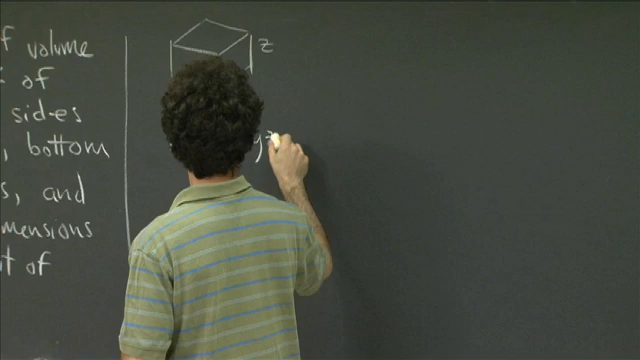 f volume
of
sides
, bottom
s, and
mensions
t of
z
y